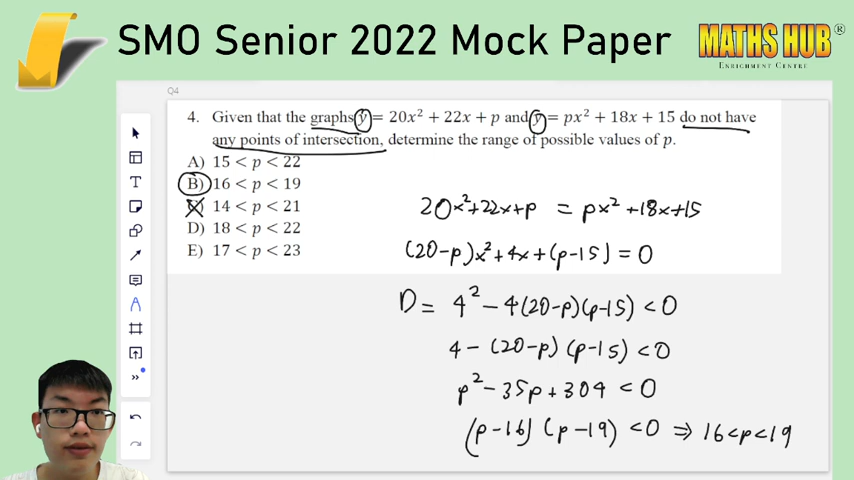 SMO Senior 2022 Mock Paper
MATHS HUB®
ENRICHMENT CENTRE
Q4
4. Given that the graphs y = 20x² + 22x + p and y = px² + 18x + 15 do not have
any points of intersection, determine the range of possible values of p.
A) 15 < p < 22
B) 16 < p < 19
C) 14 < p < 21
D) 18 < p < 22
E) 17 < p < 23
20x²+22x+p = px²+18x+15
(20-p)x²+4x+(p-15)=0
D = 4² - 4(20-p)(p-15) < 0
4 - (20-p)(p-15) < 0
p² - 35p + 304 < 0
(p-16)(p-19) < 0 ⇒ 16<p<19